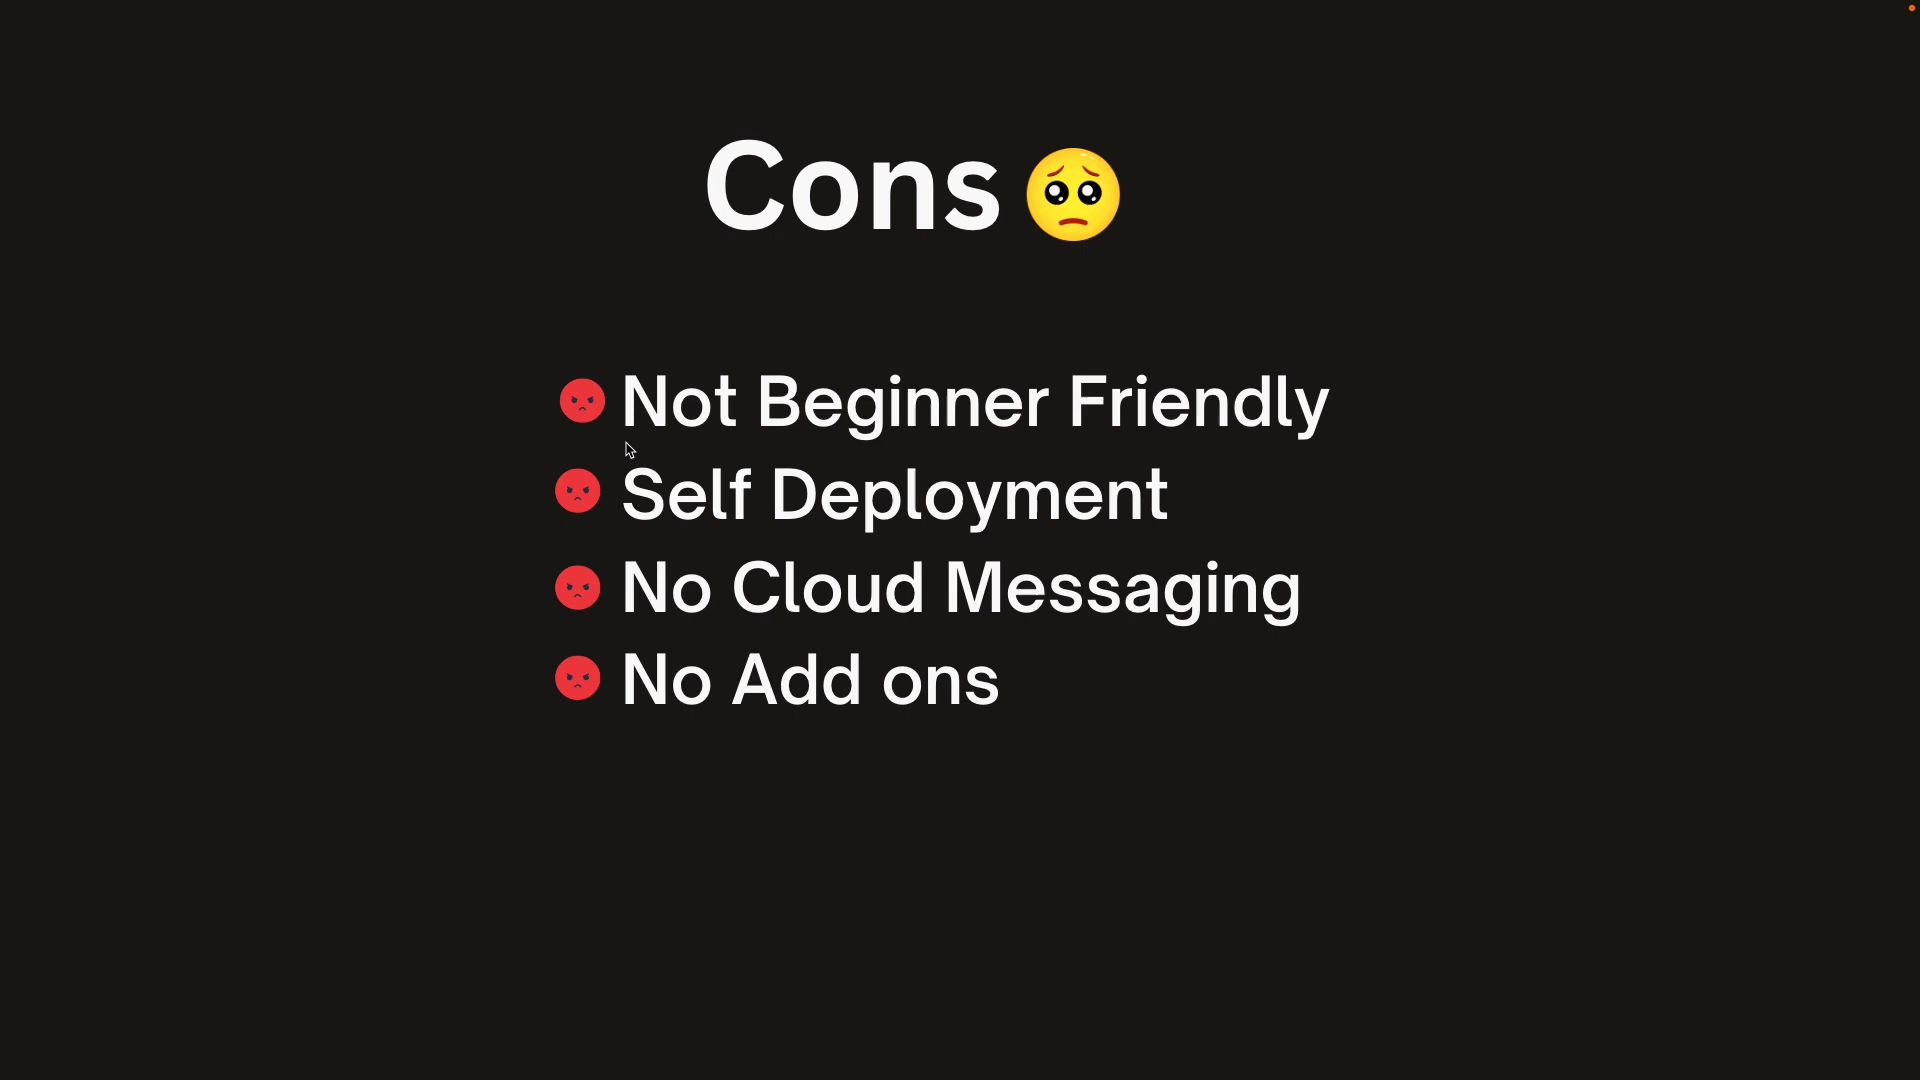 Cons
Not Beginner Friendly
Self Deployment
No Cloud Messaging
No Add ons